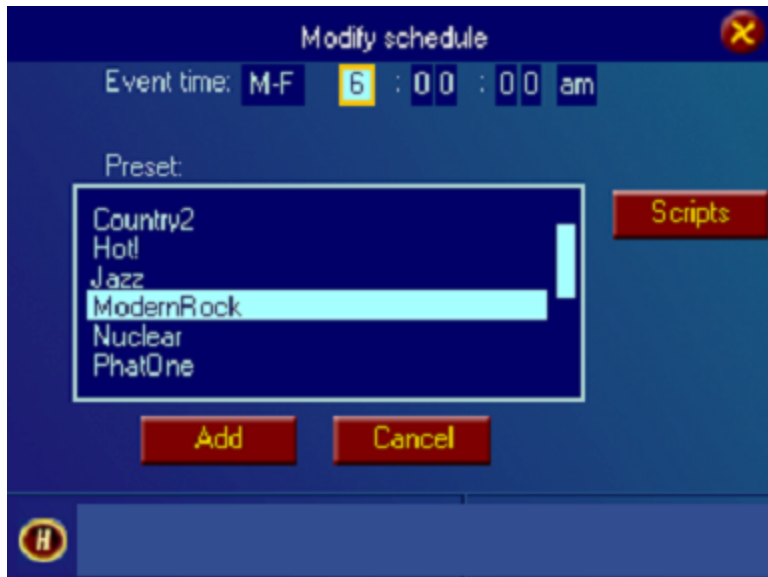 Modify schedule
Event time: M-F 6 : 00 : 00 am
Preset:
Country2
Hot!
Jazz
ModernRock
Nuclear
PhatOne
Scripts
Add Cancel
H